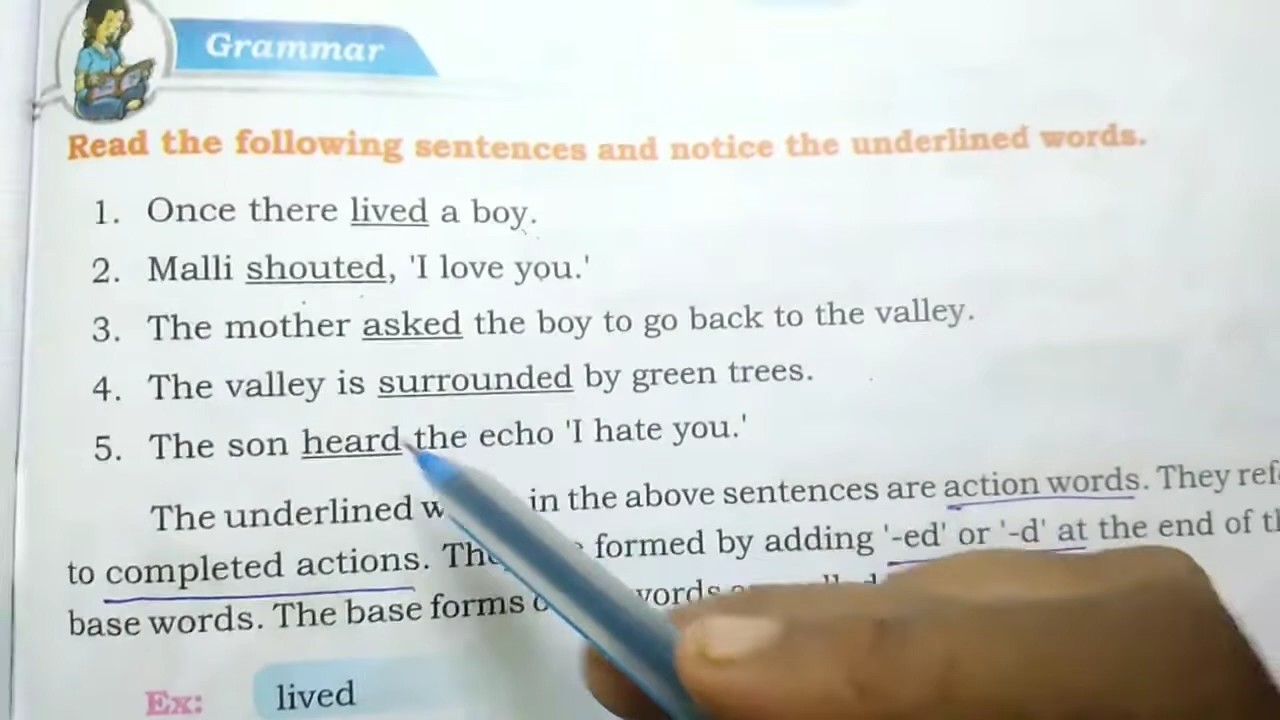 Grammar
Read the following sentences and notice the underlined words.
1. Once there lived a boy.
2. Malli shouted, 'I love you.'
3. The mother asked the boy to go back to the valley.
4. The valley is surrounded by green trees.
5. The son heard the echo 'I hate you.'
The underlined in the above sentences are action words. They
to completed actions. formed by adding '-ed' or '-d' at the end of
base words. The base forms
Ex: lived